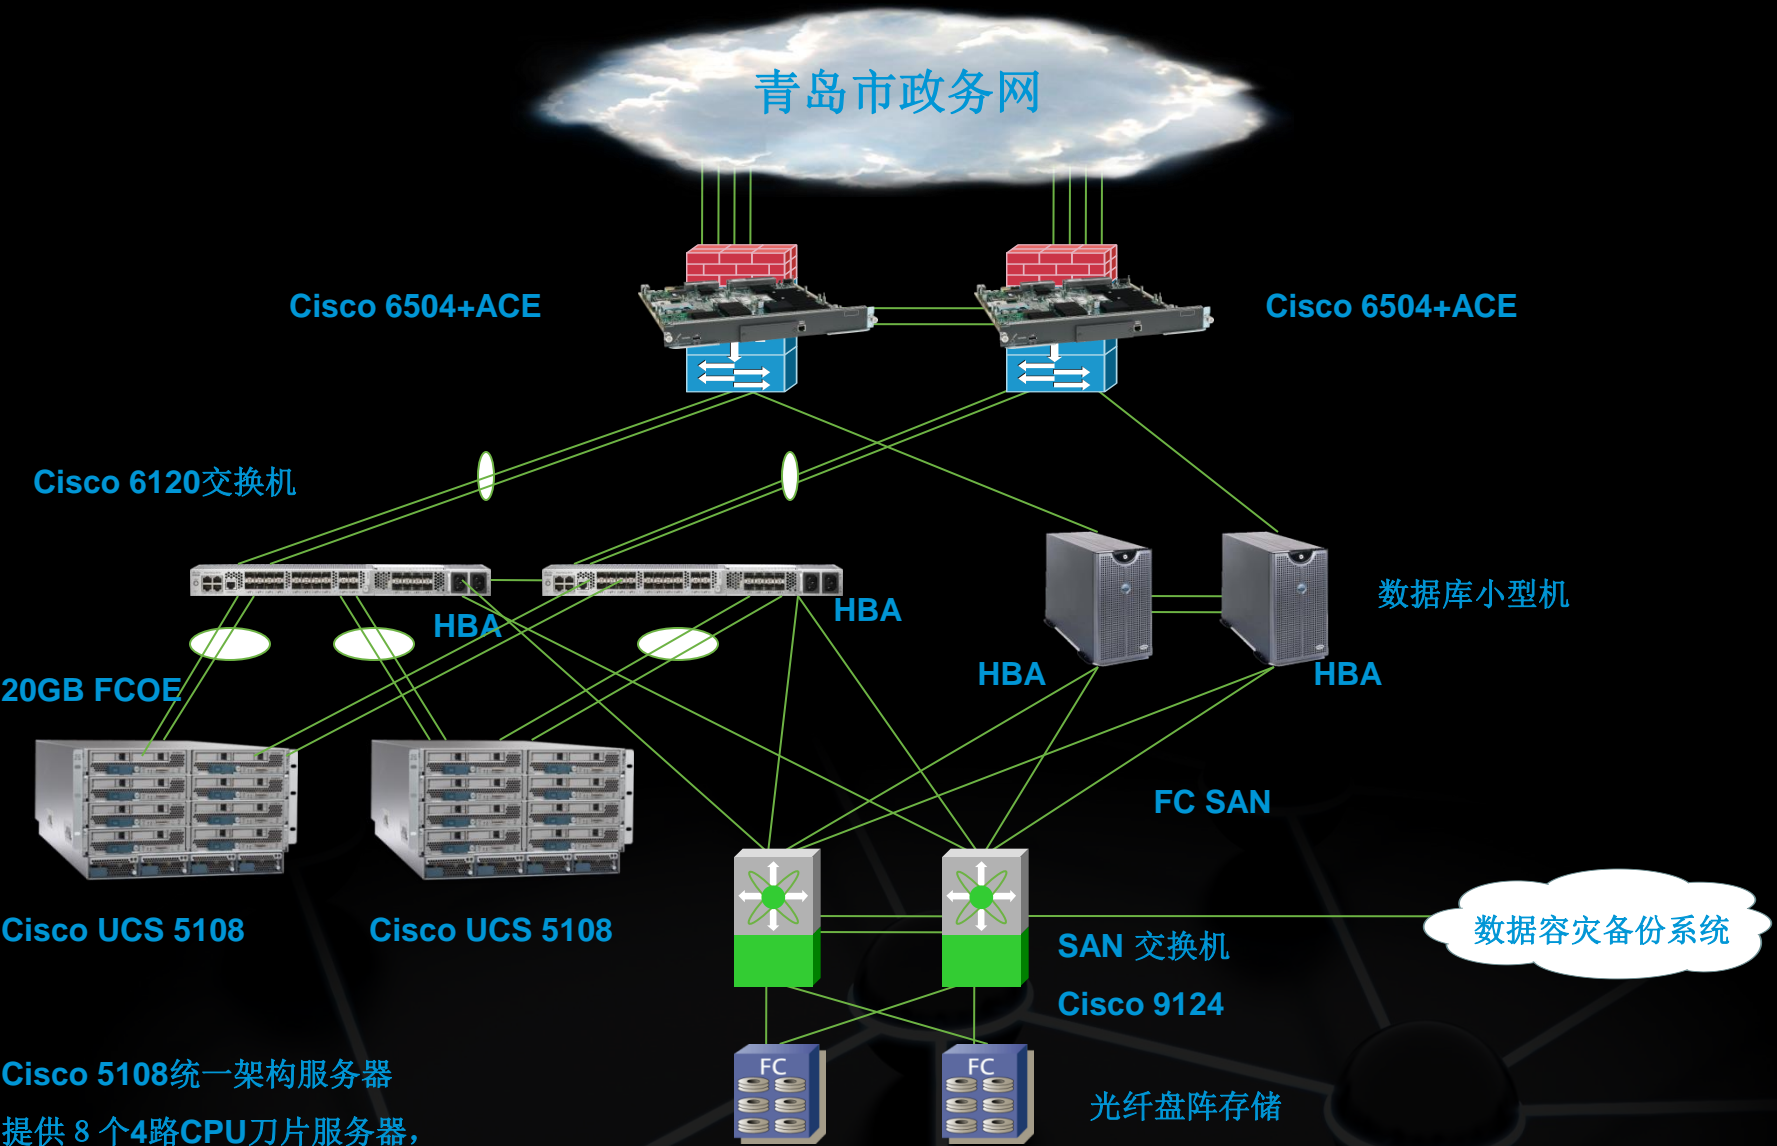 青岛市政务网
Cisco 6504+ACE
Cisco 6504+ACE
Cisco 6120交换机
HBA
HBA
数据库小型机
HBA
HBA
20GB FCOE
FC SAN
Cisco UCS 5108
Cisco UCS 5108
SAN 交换机
Cisco 9124
数据容灾备份系统
FC
FC
光纤盘阵存储
Cisco 5108统一架构服务器
提供 8 个4路CPU刀片服务器，